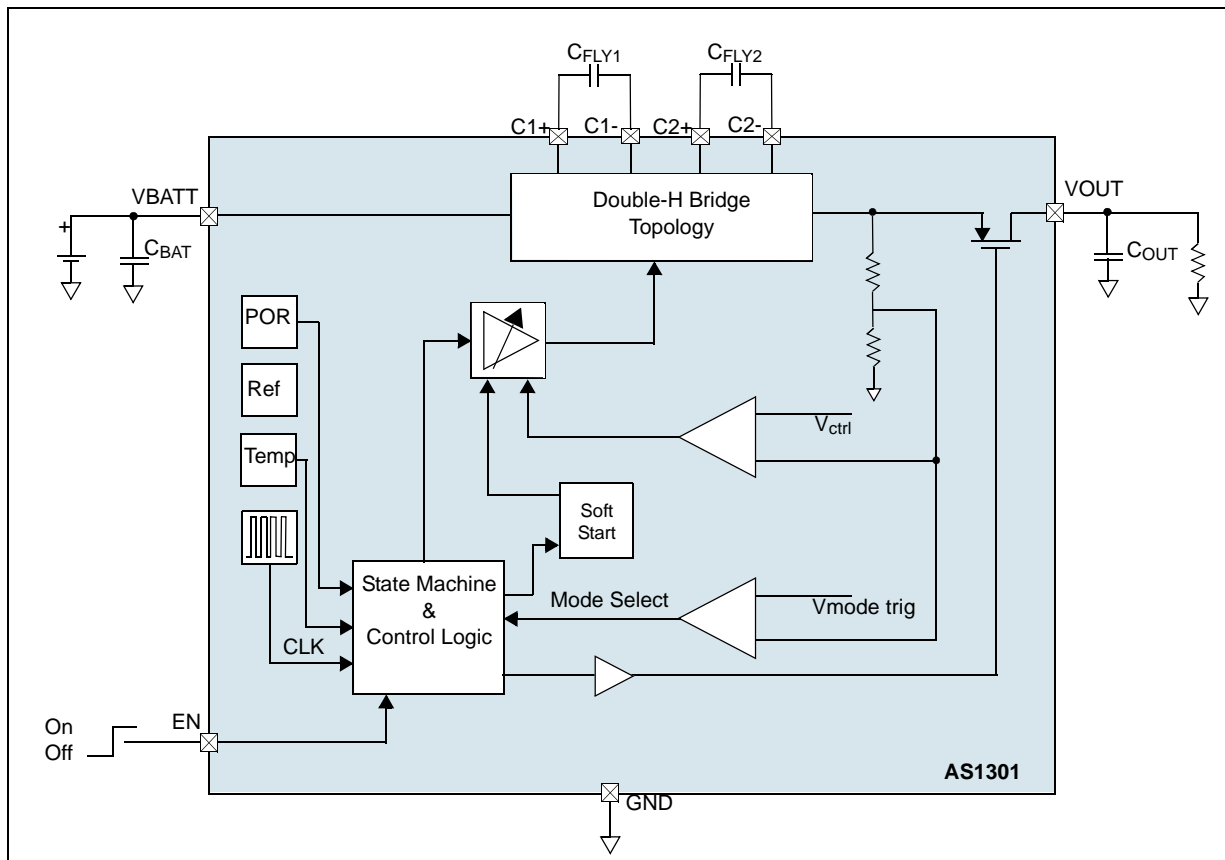 CFLY1
CFLY2
C1+
C1-
C2+
C2-
VBATT
Double-H Bridge
Topology
VOUT
+
CBAT
COUT
POR
Ref
Temp
Vctrl
Soft
Start
State Machine
&
Control Logic
Mode Select
Vmode trig
CLK
On
Off
EN
AS1301
GND